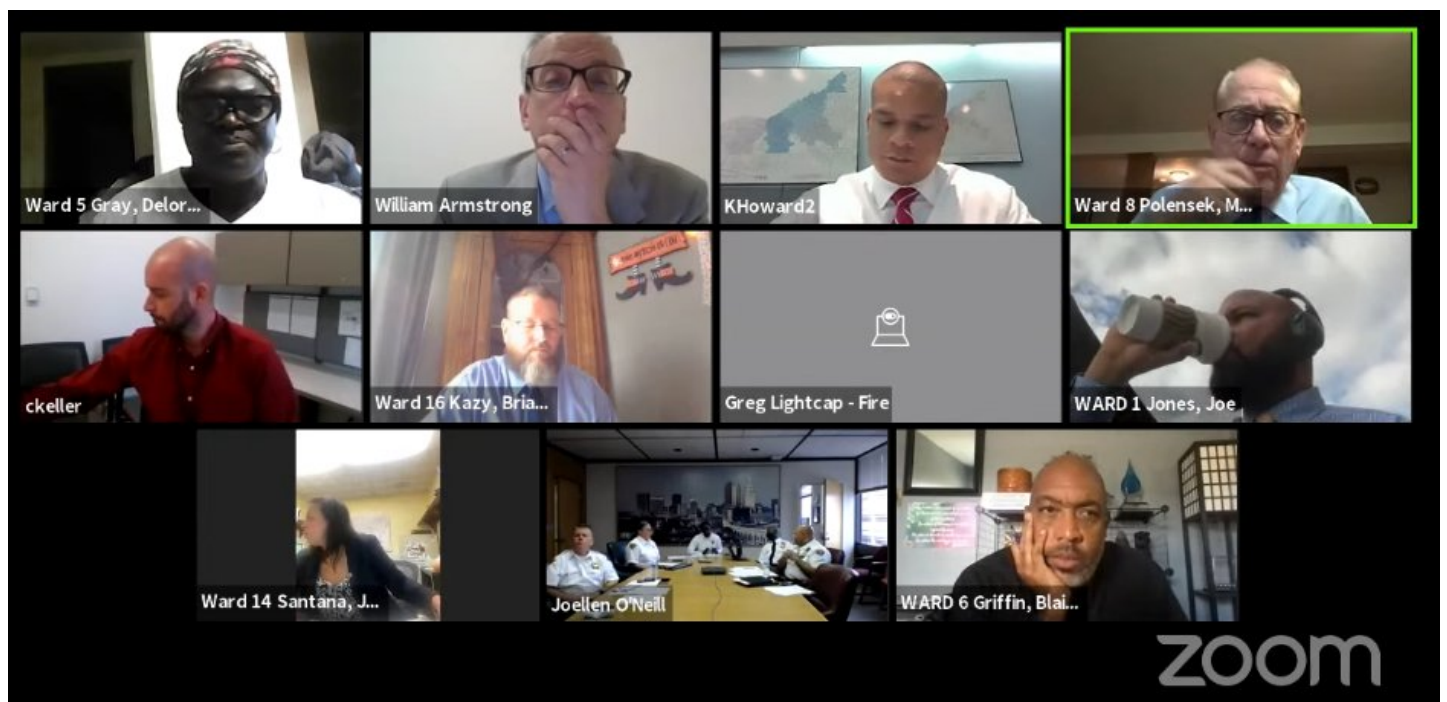 Ward 5 Gray, Delor...
William Armstrong
KHoward2
Ward 8 Polensek, M...
ckeller
Ward 16 Kazy, Bria...
Greg Lightcap - Fire
WARD 1 Jones, Joe
Ward 14 Santana, J...
Joellen O'Neill
WARD 6 Griffin, Blai...
zoom